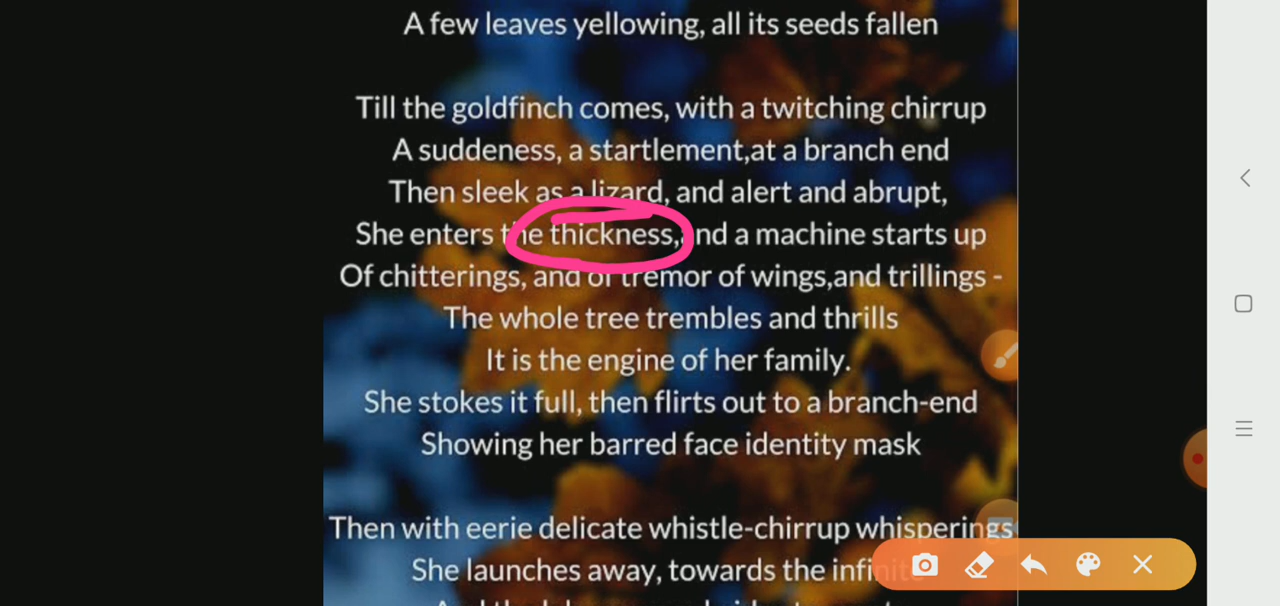 A few leaves yellowing, all its seeds fallen
Till the goldfinch comes, with a twitching chirrup
A suddeness, a startlement,at a branch end
Then sleek as a lizard, and alert and abrupt,
She enters the thickness,and a machine starts up
Of chitterings, and of tremor of wings,and trillings -
The whole tree trembles and thrills
It is the engine of her family.
She stokes it full, then flirts out to a branch-end
Showing her barred face identity mask
Then with eerie delicate whistle-chirrup whisperings
She launches away, towards the infinite